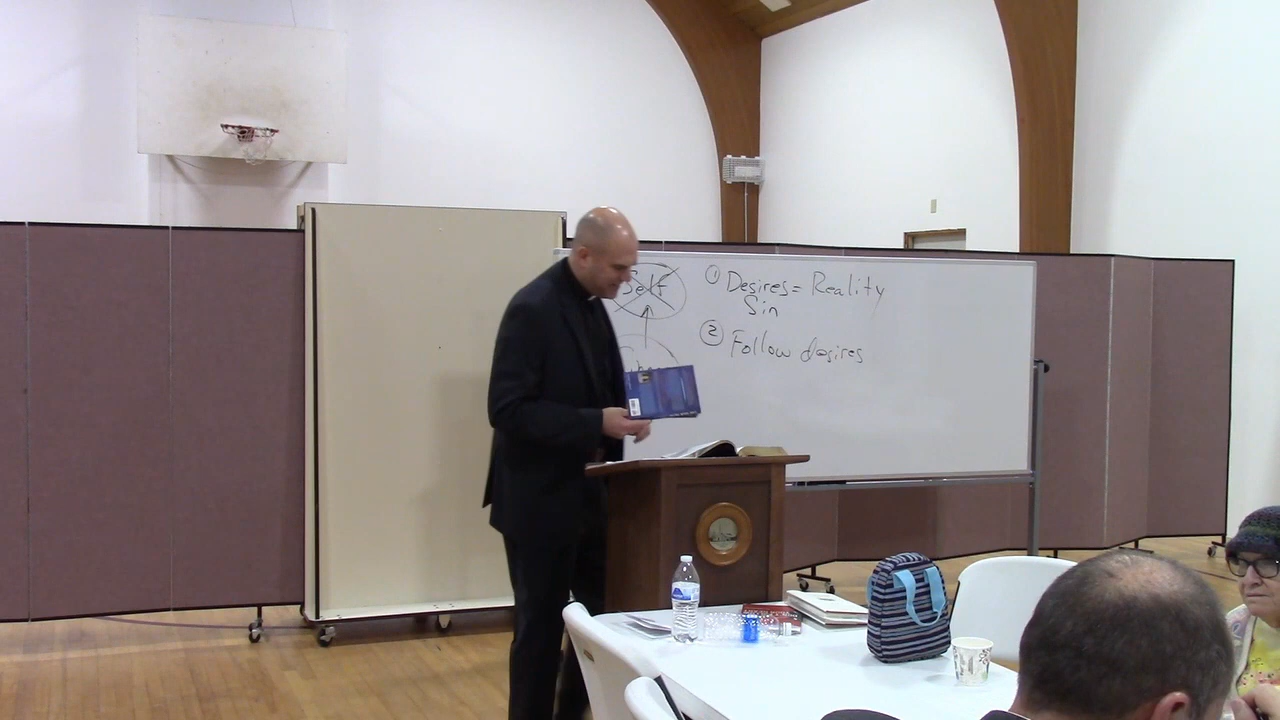 Self
① Desires = Reality
Sin
② Follow desires